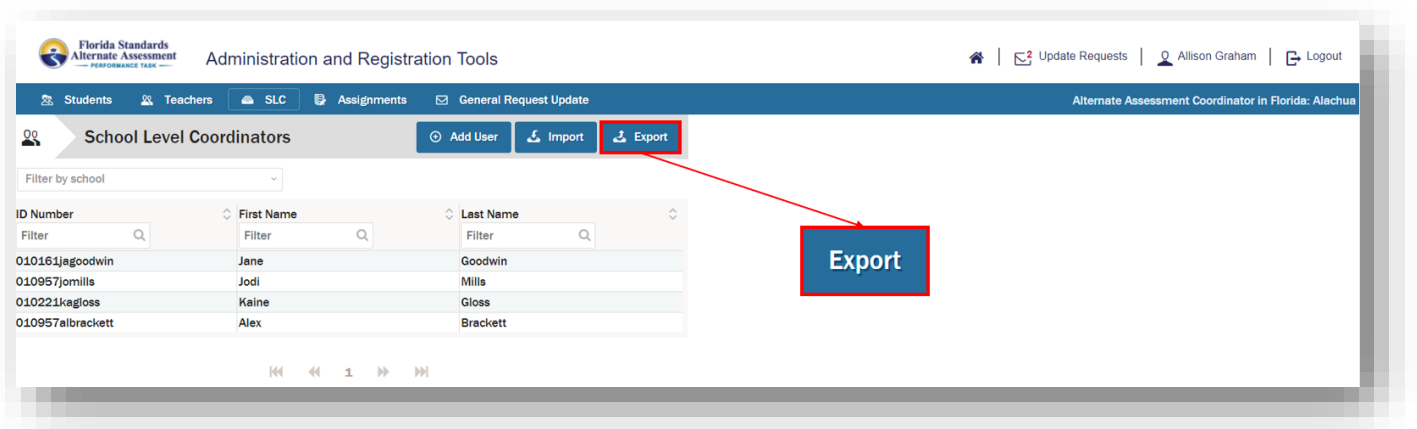 Florida Standards
Alternate Assessment
PERFORMANCE TASK
Administration and Registration Tools
2 Update Requests
Allison Graham
Logout
Students Teachers SLC Assignments General Request Update
Alternate Assessment Coordinator in Florida: Alachua
School Level Coordinators
Add User Import Export
Filter by school
ID Number First Name Last Name
Filter Filter Filter
010161jagoodwin Jane Goodwin
010957jomills Jodi Mills
010221kagloss Kaine Gloss
010957albrackett Alex Brackett
1
Export